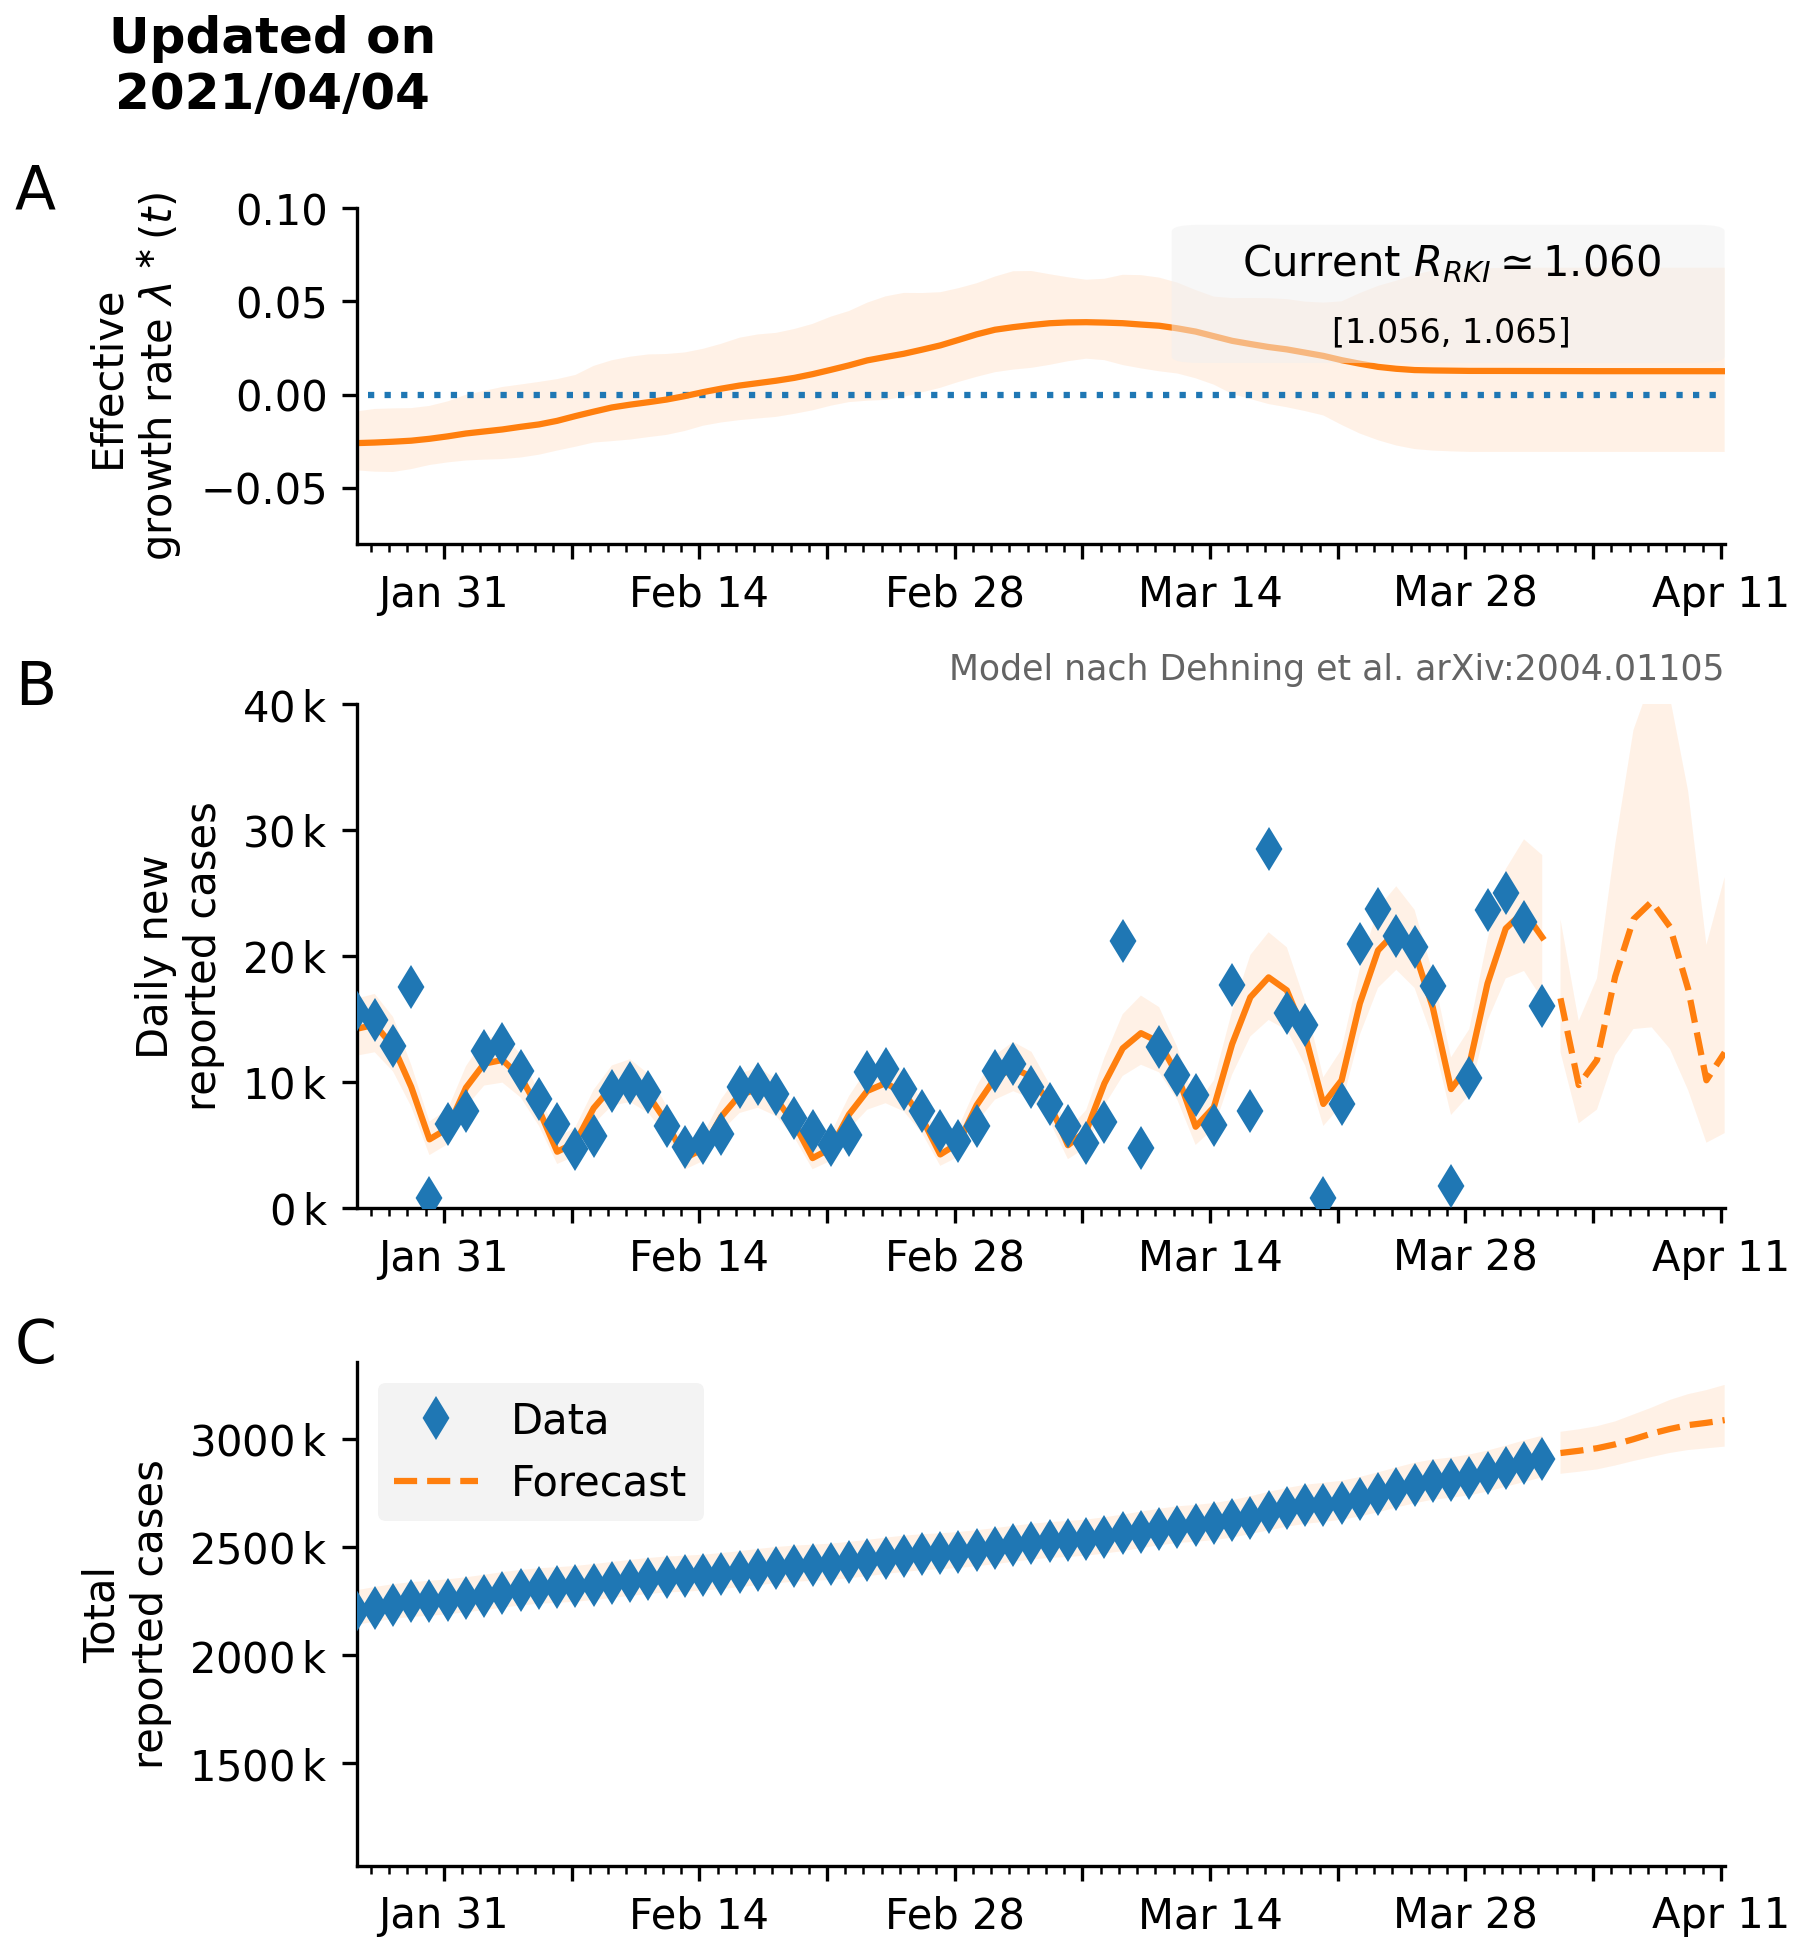 Updated on
2021/04/04
A
Effective
growth rate λ * (t)
0.10
0.05
0.00
−0.05
Current R_RKI ≃ 1.060
[1.056, 1.065]
Jan 31 Feb 14 Feb 28 Mar 14 Mar 28 Apr 11
Model nach Dehning et al. arXiv:2004.01105
B
Daily new
reported cases
40 k
30 k
20 k
10 k
0 k
Jan 31 Feb 14 Feb 28 Mar 14 Mar 28 Apr 11
C
Total
reported cases
3000 k
2500 k
2000 k
1500 k
Data
Forecast
Jan 31 Feb 14 Feb 28 Mar 14 Mar 28 Apr 11